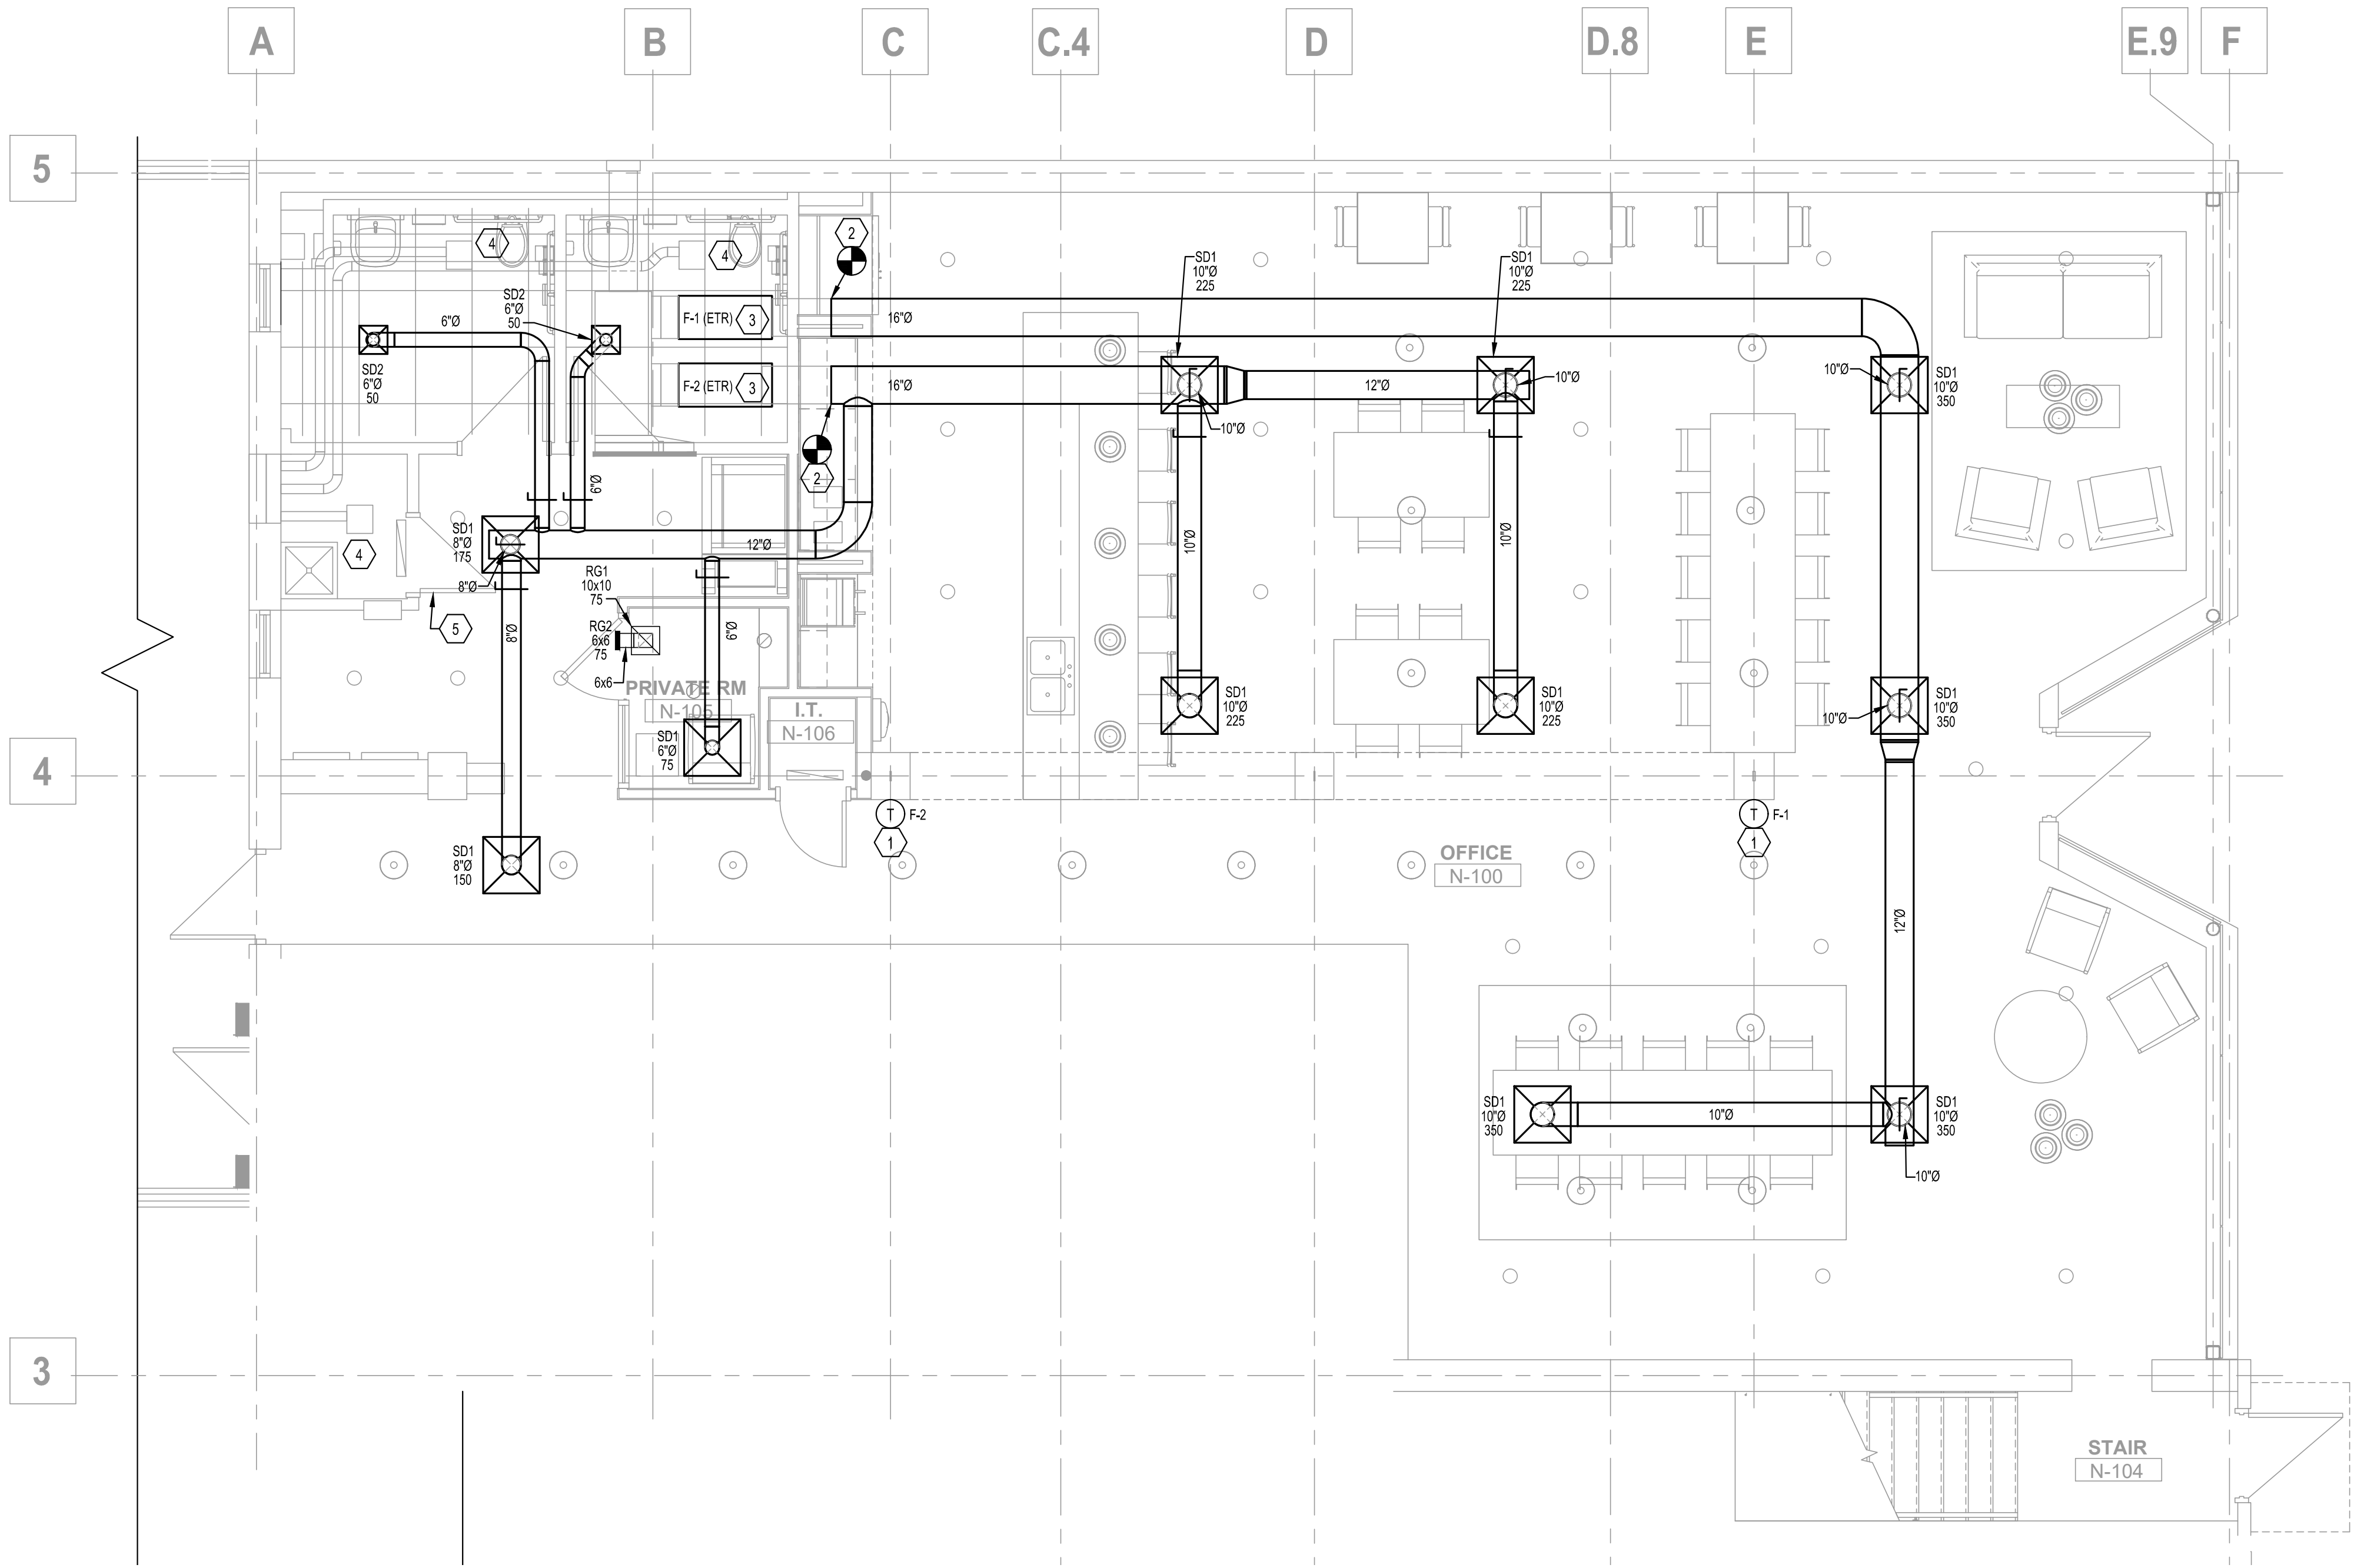 A
B
C
C.4
D
D.8
E
E.9
F
5
2
4
4
SD1
10"Ø
225
SD1
10"Ø
225
SD2
6"Ø
50
6"Ø
F-1 (ETR)
3
16"Ø
SD2
6"Ø
50
F-2 (ETR)
3
16"Ø
12"Ø
10"Ø
10"Ø
SD1
10"Ø
350
10"Ø
2
6"Ø
SD1
8"Ø
175
12"Ø
10"Ø
10"Ø
4
8"Ø
RG1
10x10
75
5
8"Ø
RG2
6x6
75
6"Ø
6x6
PRIVATE RM
N-105
I.T.
N-106
SD1
10"Ø
225
SD1
10"Ø
225
10"Ø
SD1
10"Ø
350
SD1
6"Ø
75
4
T
F-2
1
T
F-1
1
SD1
8"Ø
150
OFFICE
N-100
12"Ø
SD1
10"Ø
350
10"Ø
SD1
10"Ø
350
10"Ø
3
STAIR
N-104